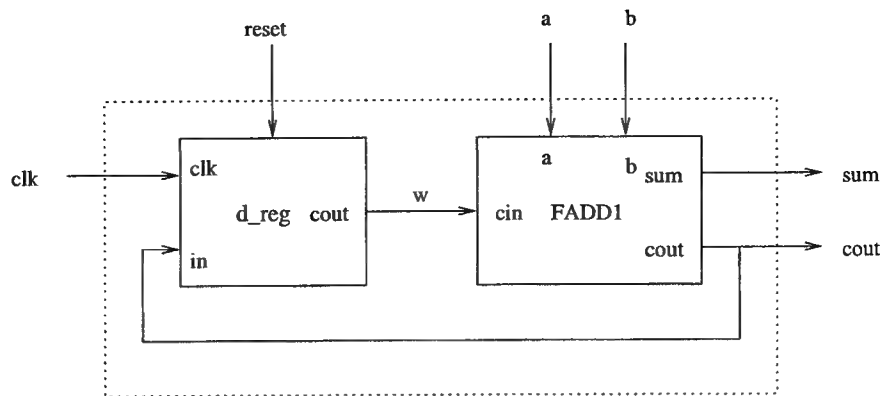 reset
a
b
clk
clk
d_reg
cout
in
w
a
b
sum
cin
FADD1
cout
sum
cout